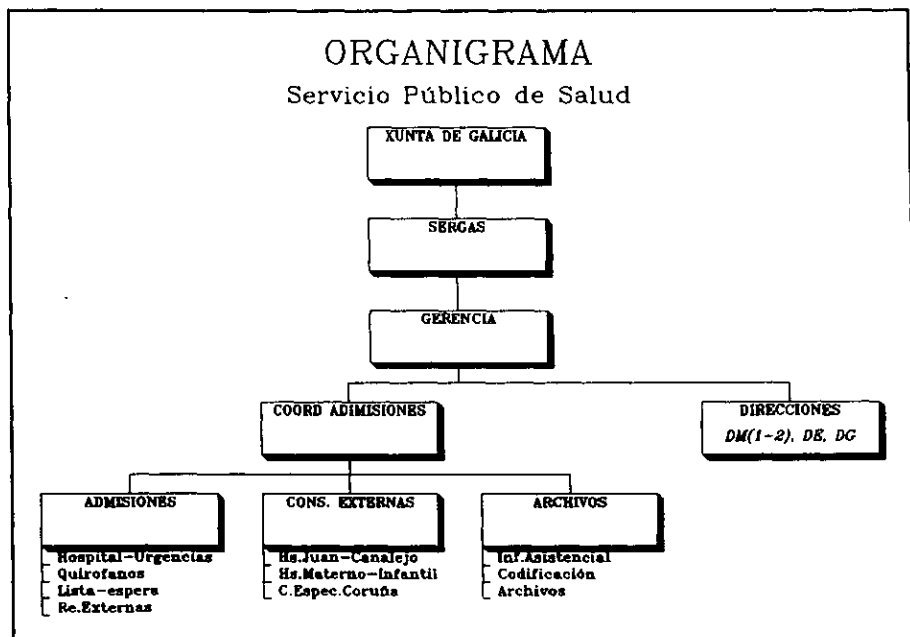 ORGANIGRAMA
Servicio Público de Salud
XUNTA DE GALICIA
SERGAS
GERENCIA
COORD ADIMISIONES
DIRECCIONES
DM(1-2), DE, DG
ADMISIONES
CONS. EXTERNAS
ARCHIVOS
Hospital-Urgencias
Quirofanos
Lista-espera
Re.Externas
Hs.Juan-Canalejo
Hs.Materno-Infantil
C.Espec.Coruña
Inf.Asistencial
Codificación
Archivos